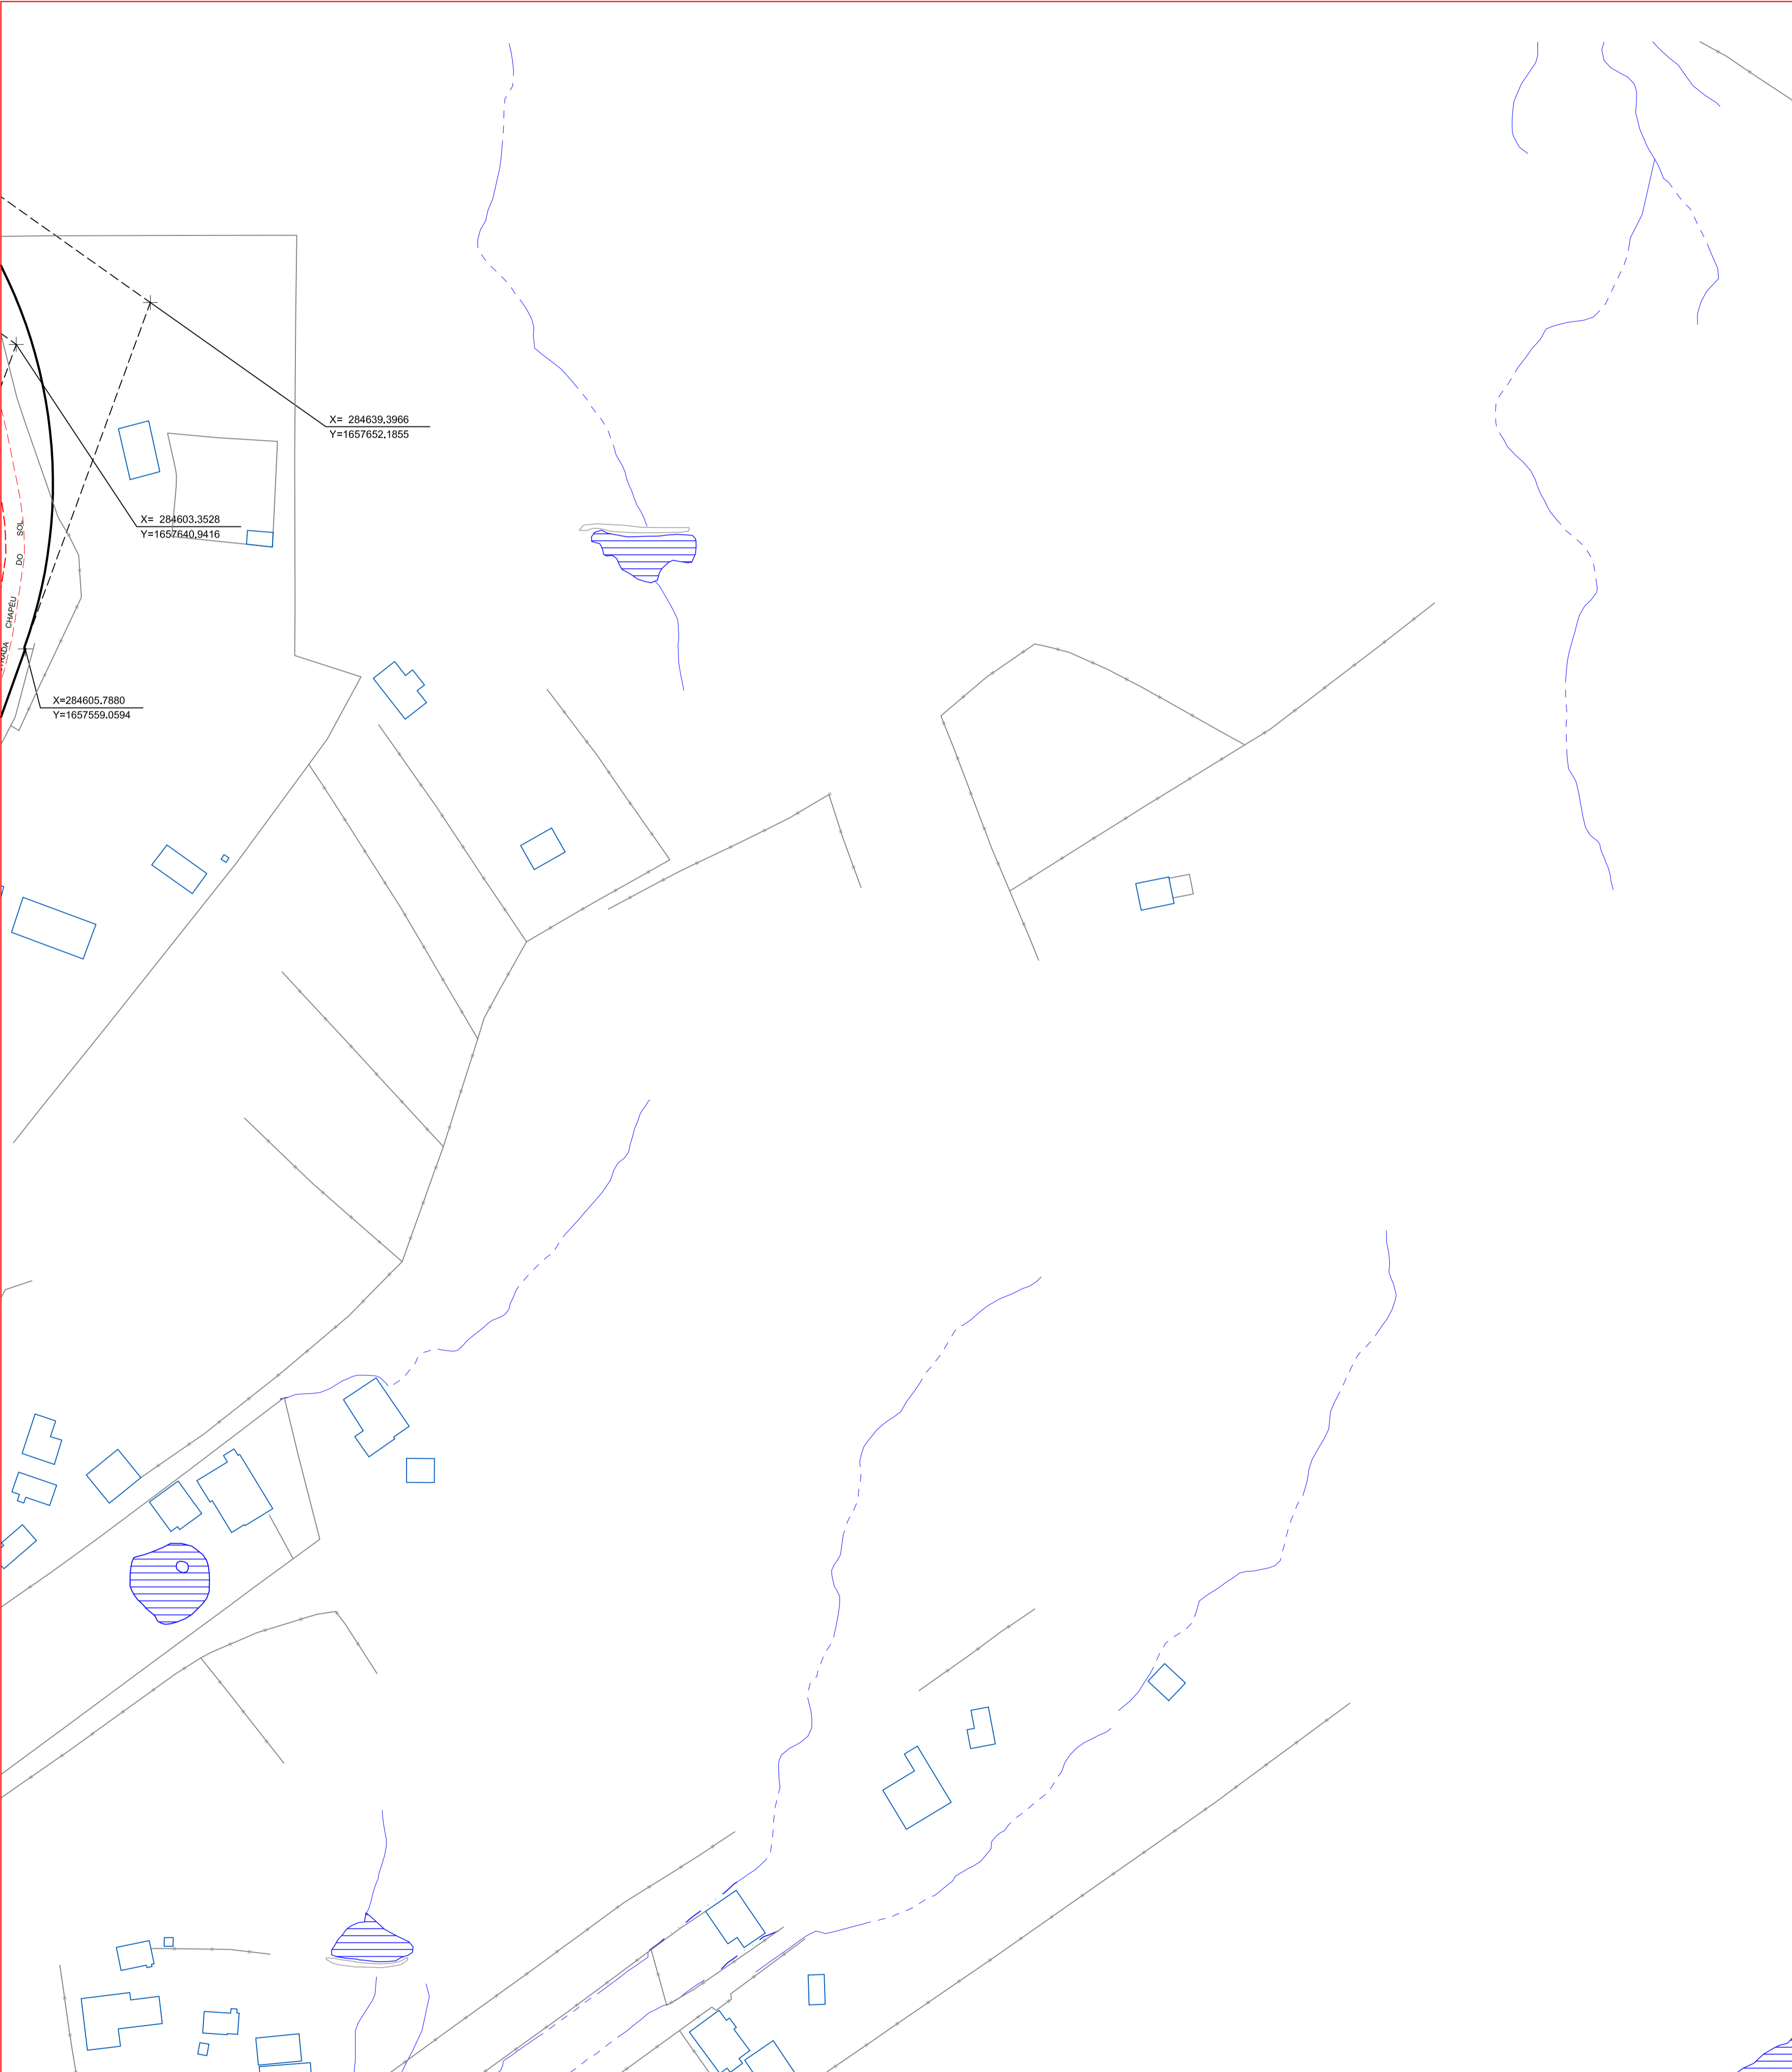 X= 284639.3966
Y=1657652.1855
X= 284603.3528
Y=1657640.9416
CHAPÉU DO SOL
X=284605.7880
Y=1657559.0594